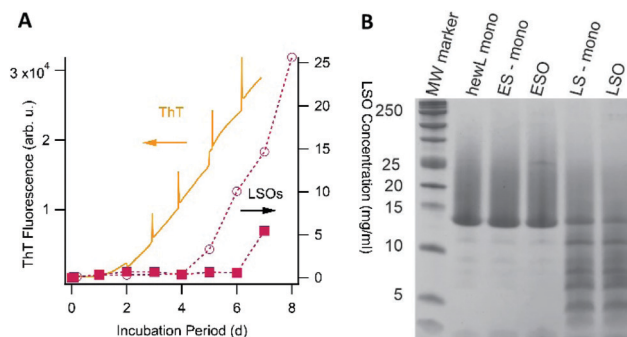 A
ThT Fluorescence (arb. u.)
3x10⁴
2
1
ThT
LSOs
25
20
15
10
5
0
LSO Concentration (mg/ml)
0
2
4
6
8
Incubation Period (d)
B
MW marker
hewL mono
ES - mono
ESO
LS - mono
LSO
250
25
20
15
10
5